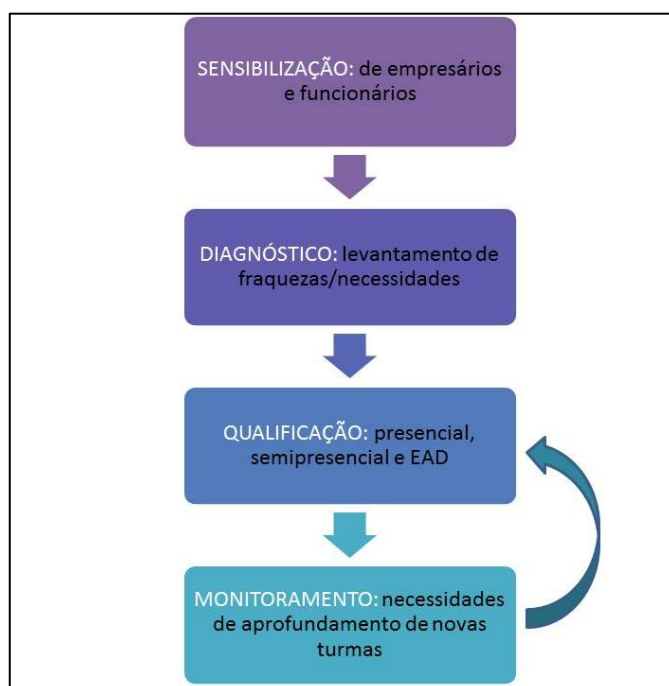 SENSIBILIZAÇÃO: de empresários
e funcionários
DIAGNÓSTICO: levantamento de
fraquezas/necessidades
QUALIFICAÇÃO: presencial,
semipresencial e EAD
MONITORAMENTO: necessidades
de aprofundamento de novas
turmas